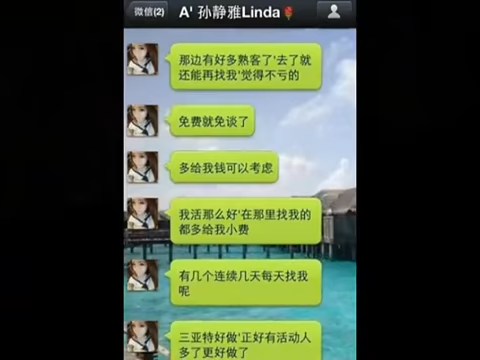 微信(2)
A' 孙静雅Linda🌹
那边有好多熟客了'去了就
还能再找我'觉得不亏的
免费就免谈了
多给我钱可以考虑
我活那么好'在那里找我的
都多给我小费
有几个连续几天每天找我
呢
三亚特好做'正好有活动人
多了更好做了